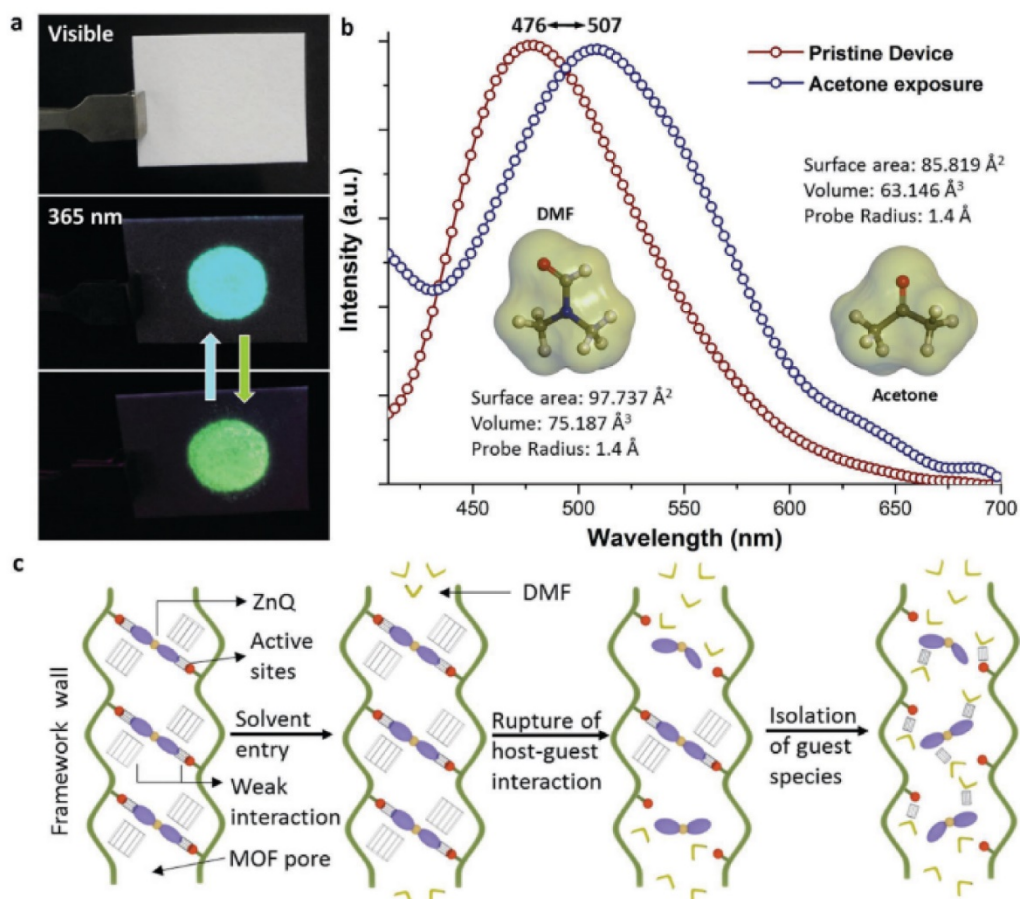 a
Visible
365 nm
b
476
507
Pristine Device
Acetone exposure
Surface area: 85.819 Å²
Volume: 63.146 Å³
Probe Radius: 1.4 Å
DMF
Acetone
Surface area: 97.737 Å²
Volume: 75.187 Å³
Probe Radius: 1.4 Å
Intensity (a.u.)
450
500
550
600
650
700
Wavelength (nm)
c
Framework wall
ZnQ
Active
sites
Solvent
entry
Weak
interaction
MOF pore
DMF
Rupture of
host-guest
interaction
Isolation
of guest
species